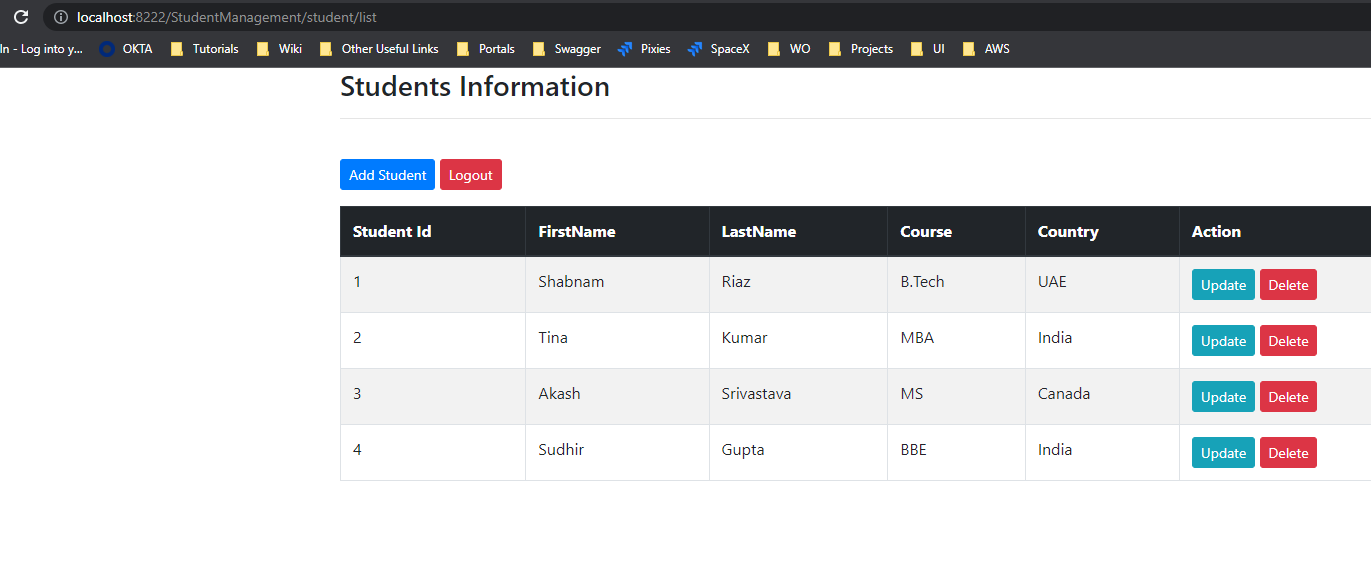 localhost:8222/StudentManagement/student/list
In - Log into y... OKTA Tutorials Wiki Other Useful Links Portals Swagger Pixies SpaceX WO Projects UI AWS
Students Information
Add Student Logout
Student Id FirstName LastName Course Country Action
1 Shabnam Riaz B.Tech UAE Update Delete
2 Tina Kumar MBA India Update Delete
3 Akash Srivastava MS Canada Update Delete
4 Sudhir Gupta BBE India Update Delete